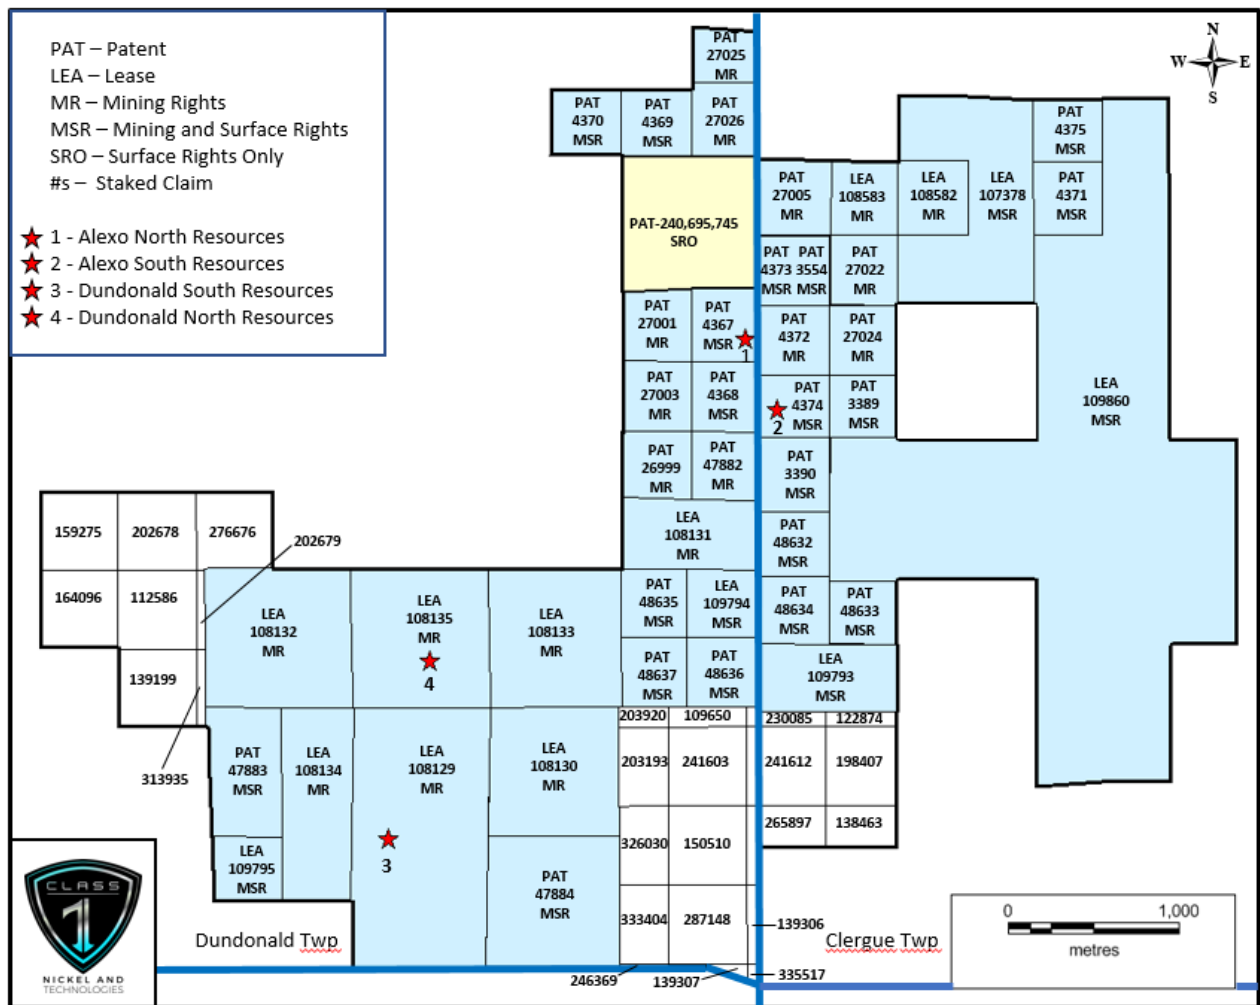 PAT – Patent
LEA – Lease
MR – Mining Rights
MSR – Mining and Surface Rights
SRO – Surface Rights Only
#s – Staked Claim
1 - Alexo North Resources
2 - Alexo South Resources
3 - Dundonald South Resources
4 - Dundonald North Resources
N
W
E
S
PAT
27025
MR
PAT
4370
MSR
PAT
4369
MSR
PAT
27026
MR
PAT-240,695,745
SRO
PAT
27005
MR
LEA
108583
MR
LEA
108582
MR
LEA
107378
MSR
PAT
4375
MSR
PAT
4371
MSR
PAT
4373
MSR
PAT
3554
MSR
PAT
27022
MR
PAT
27001
MR
PAT
4367
MSR
1
PAT
4372
MR
PAT
27024
MR
PAT
27003
MR
PAT
4368
MSR
2
PAT
4374
MSR
PAT
3389
MSR
LEA
109860
MSR
PAT
26999
MR
PAT
47882
MR
PAT
3390
MSR
LEA
108131
MR
PAT
48632
MSR
159275
202678
276676
202679
164096
112586
139199
313935
LEA
108132
MR
LEA
108135
MR
4
LEA
108133
MR
PAT
48635
MSR
LEA
109794
MSR
PAT
48634
MSR
PAT
48633
MSR
PAT
48637
MSR
PAT
48636
MSR
LEA
109793
MSR
PAT
47883
MSR
LEA
108134
MR
LEA
108129
MR
3
LEA
108130
MR
LEA
109795
MSR
PAT
47884
MSR
203920
109650
230085
122874
203193
241603
241612
198407
326030
150510
265897
138463
333404
287148
139306
246369
139307
335517
Dundonald Twp
Clergue Twp
0
1,000
metres
CLASS
1
NICKEL AND
TECHNOLOGIES